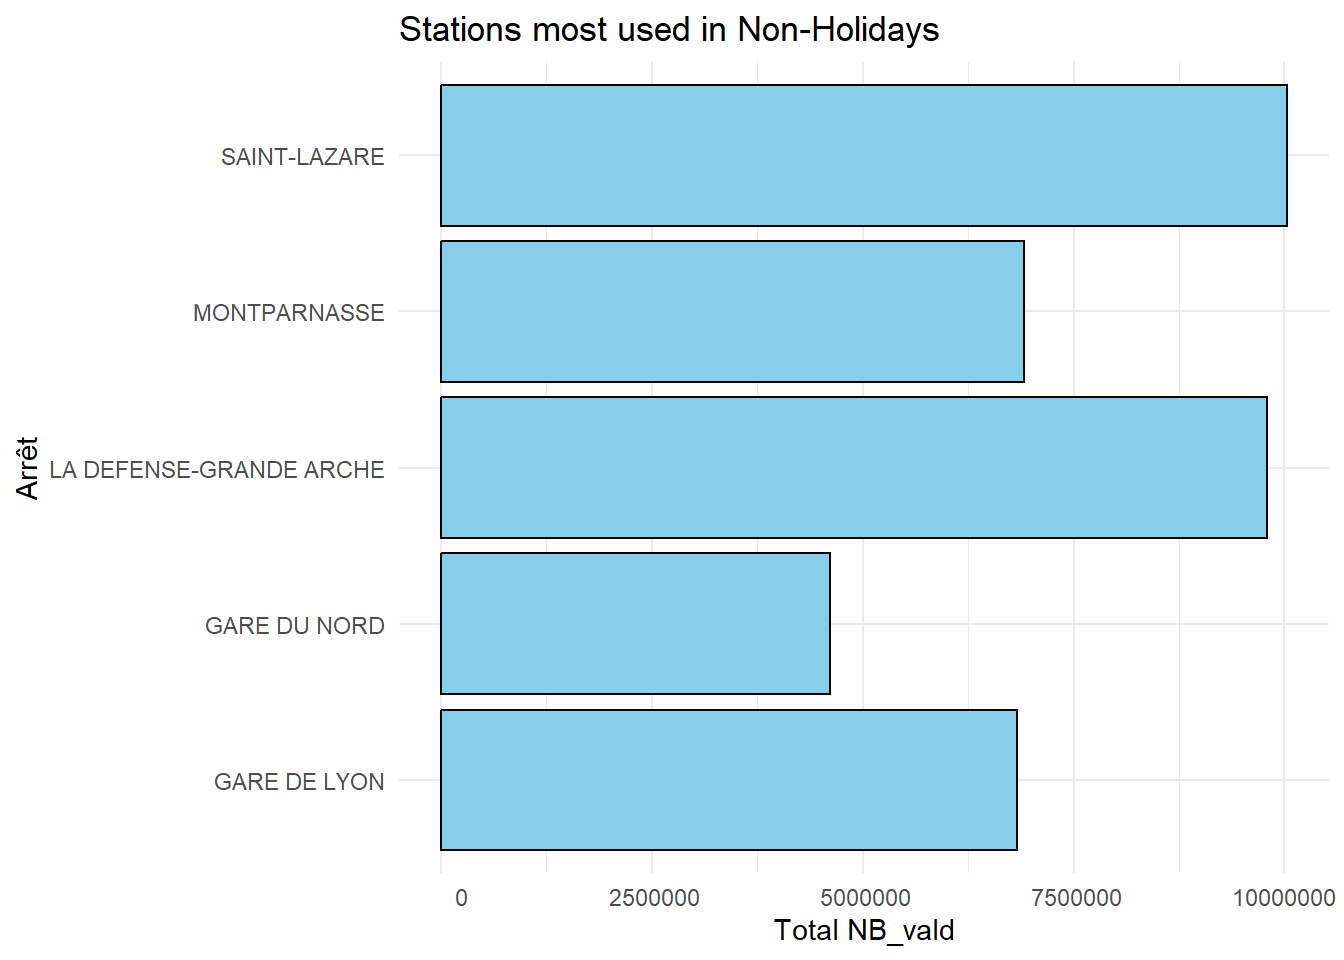 Stations most used in Non-Holidays
SAINT-LAZARE
MONTPARNASSE
LA DEFENSE-GRANDE ARCHE
GARE DU NORD
GARE DE LYON
Arrêt
0 2500000 5000000 7500000 10000000
Total NB_vald